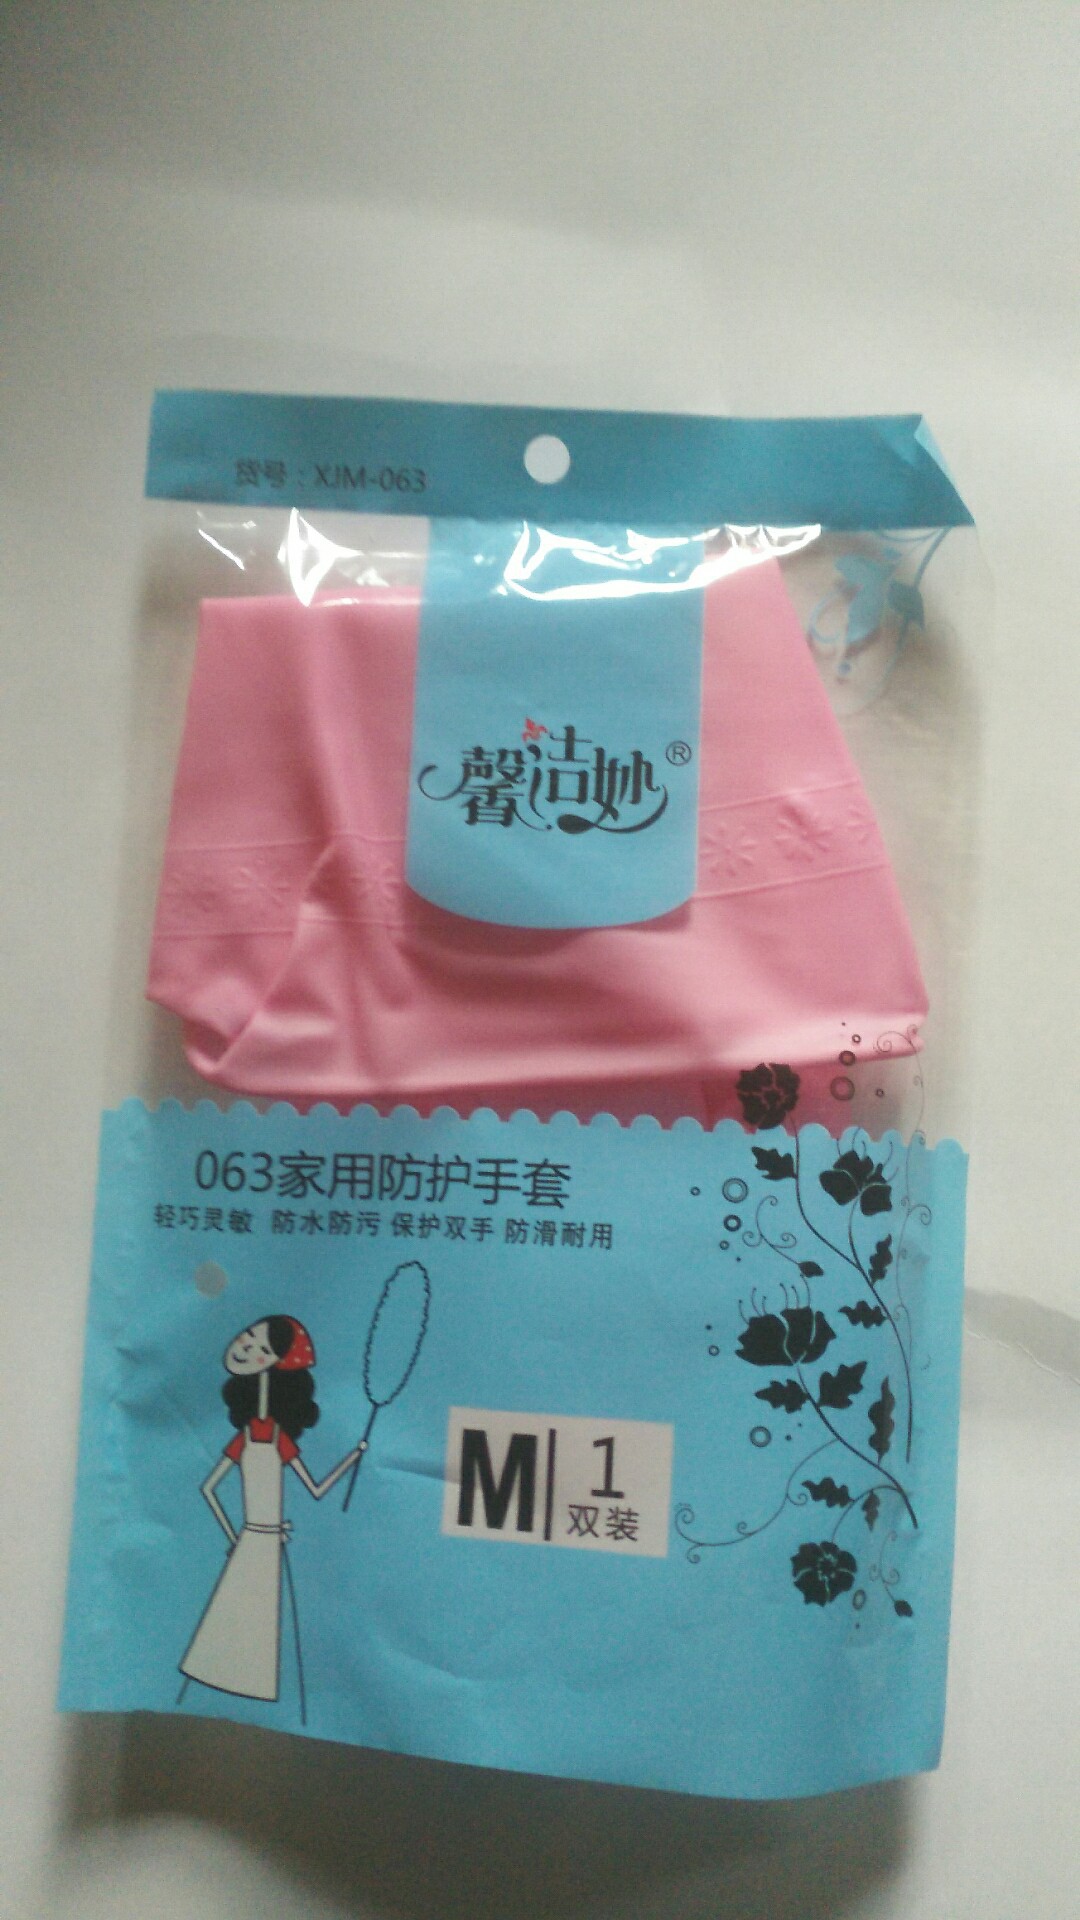 货号：XJM-063
馨洁妙®
063家用防护手套
轻巧灵敏 防水防污 保护双手 防滑耐用
M 1
双装